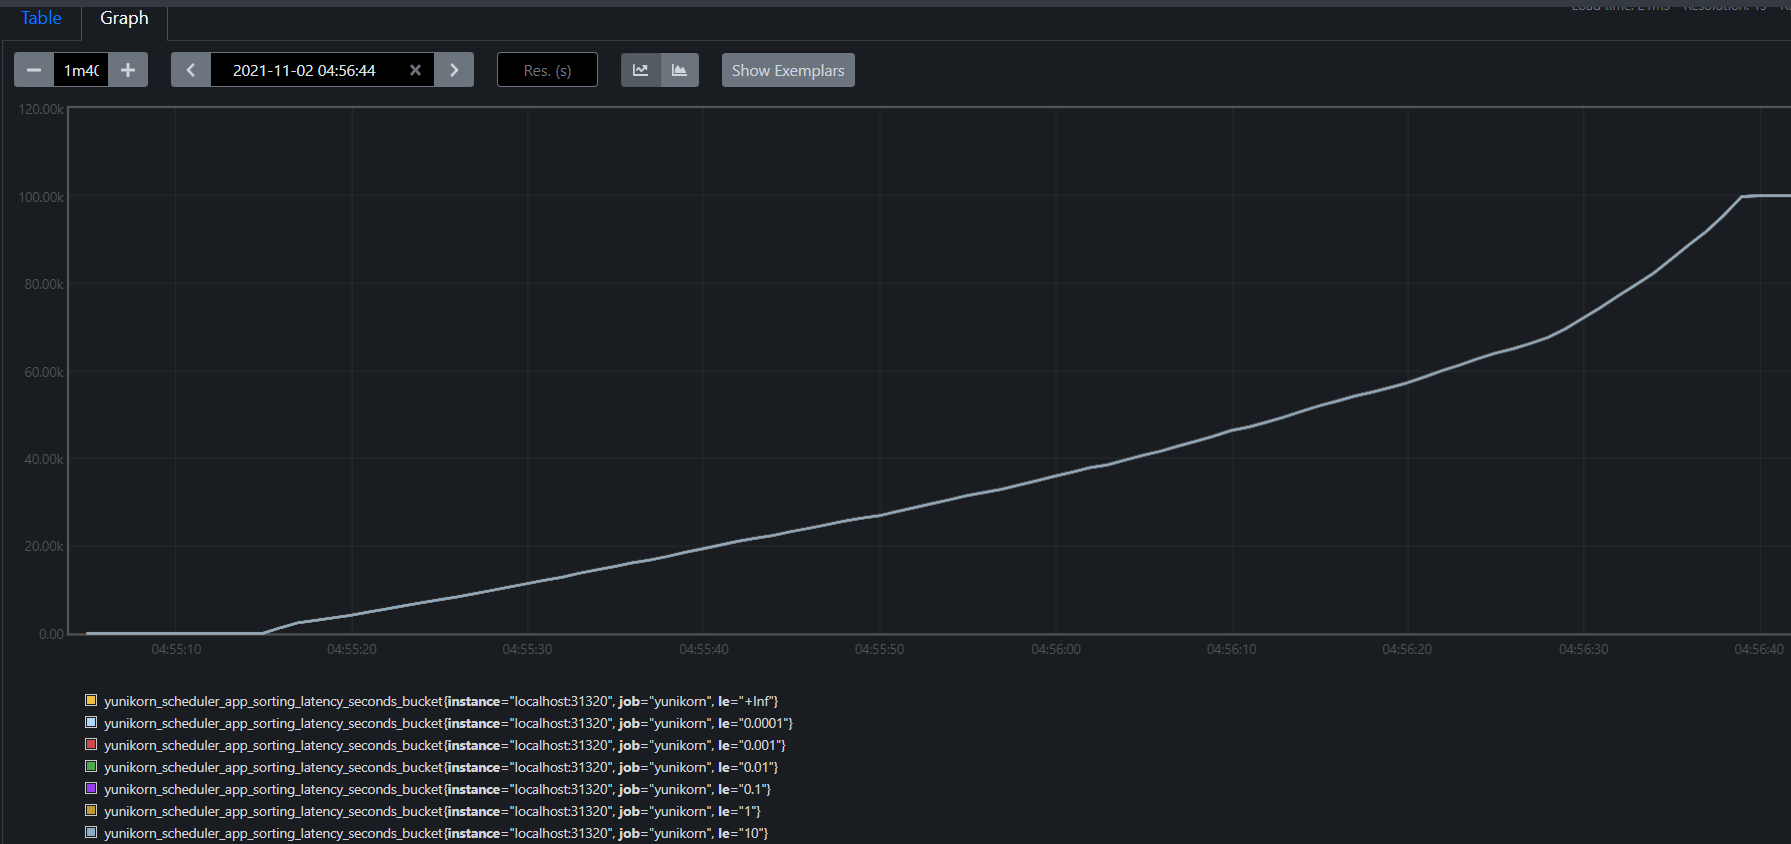 Table Graph
1m40 2021-11-02 04:56:44 Res. (s) Show Exemplars
120.00k
100.00k
80.00k
60.00k
40.00k
20.00k
0.00
04:55:10 04:55:20 04:55:30 04:55:40 04:55:50 04:56:00 04:56:10 04:56:20 04:56:30 04:56:40
yunikorn_scheduler_app_sorting_latency_seconds_bucket{instance="localhost:31320", job="yunikorn", le="+Inf"}
yunikorn_scheduler_app_sorting_latency_seconds_bucket{instance="localhost:31320", job="yunikorn", le="0.0001"}
yunikorn_scheduler_app_sorting_latency_seconds_bucket{instance="localhost:31320", job="yunikorn", le="0.001"}
yunikorn_scheduler_app_sorting_latency_seconds_bucket{instance="localhost:31320", job="yunikorn", le="0.01"}
yunikorn_scheduler_app_sorting_latency_seconds_bucket{instance="localhost:31320", job="yunikorn", le="0.1"}
yunikorn_scheduler_app_sorting_latency_seconds_bucket{instance="localhost:31320", job="yunikorn", le="1"}
yunikorn_scheduler_app_sorting_latency_seconds_bucket{instance="localhost:31320", job="yunikorn", le="10"}